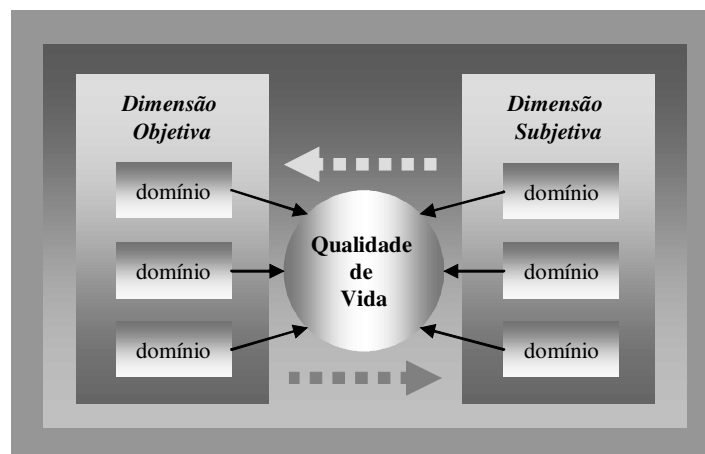 Dimensão
Objetiva
domínio
domínio
domínio
Qualidade
de
Vida
Dimensão
Subjetiva
domínio
domínio
domínio